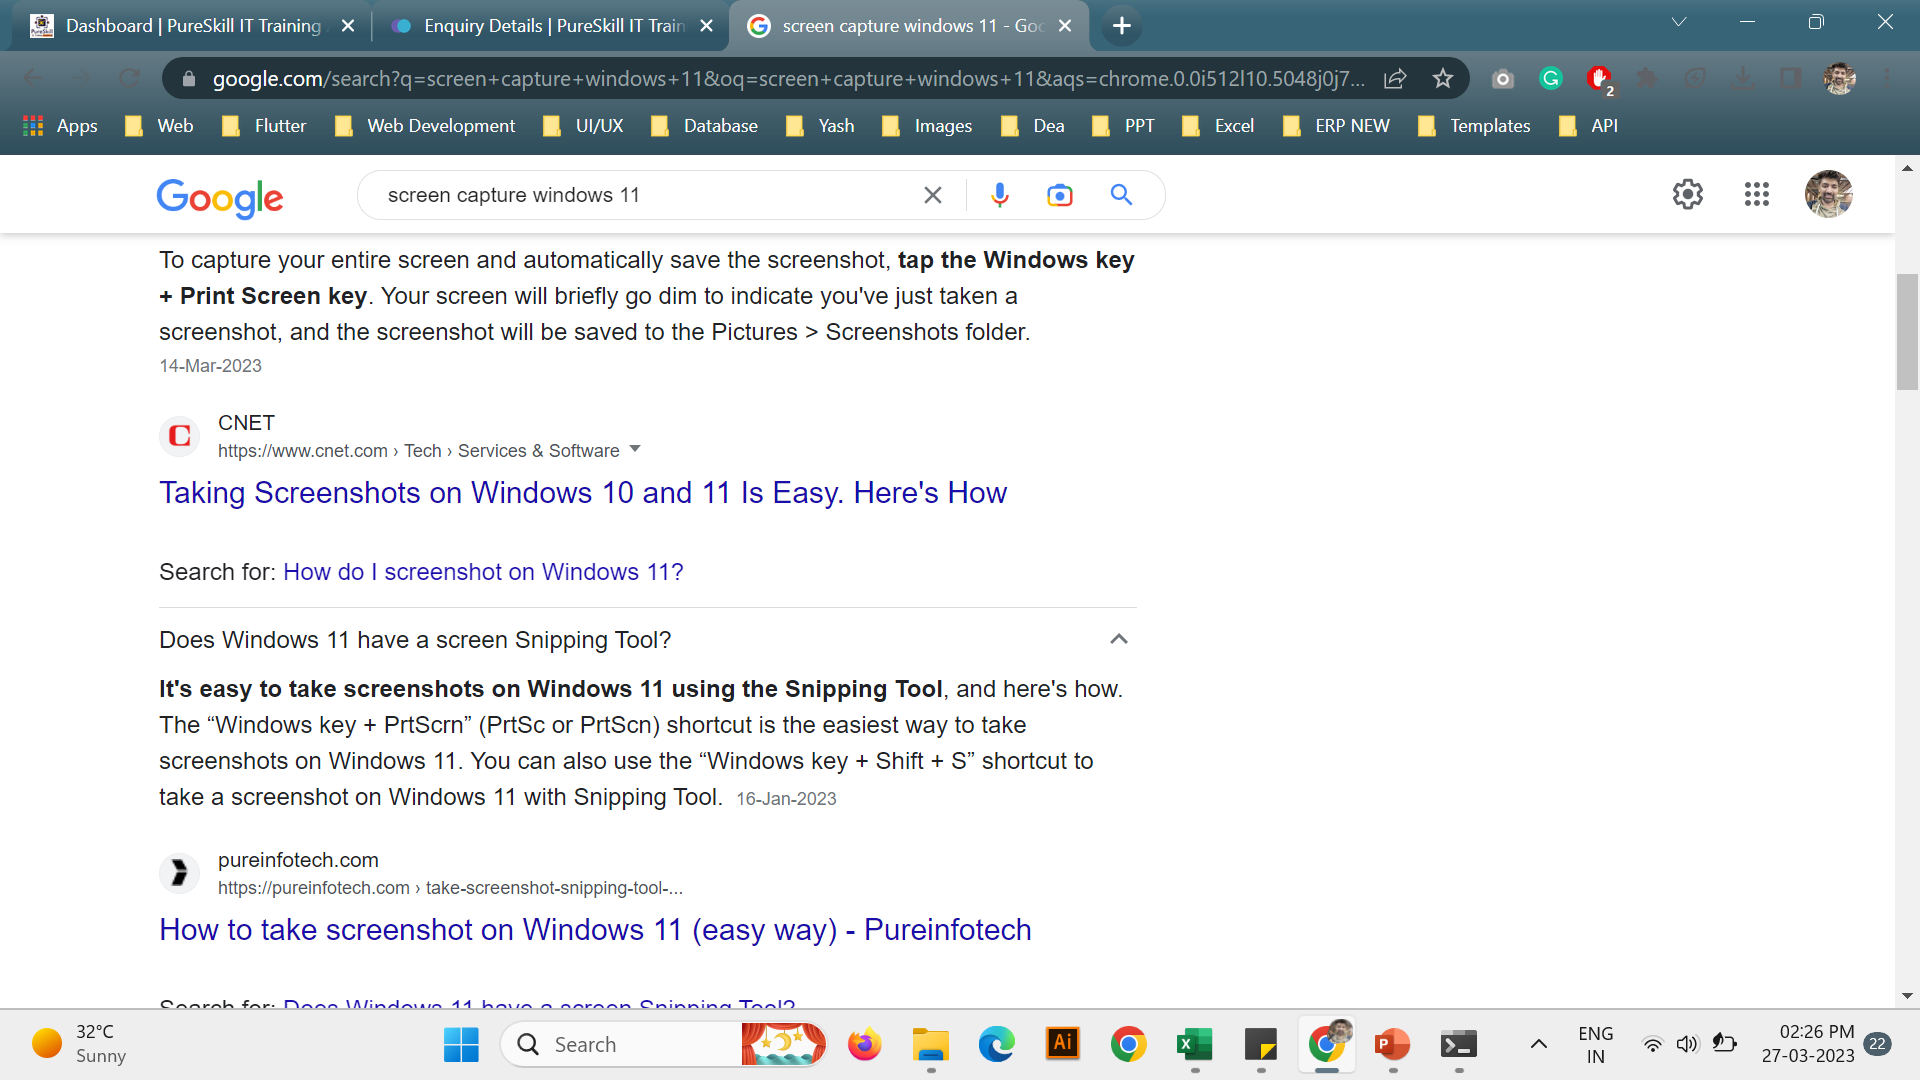 Dashboard | PureSkill IT Training
Enquiry Details | PureSkill IT Train
screen capture windows 11 - Goo
google.com/search?q=screen+capture+windows+11&oq=screen+capture+windows+11&aqs=chrome.0.0i512l10.5048j0j7...
2
Apps Web Flutter Web Development UI/UX Database Yash Images Dea PPT Excel ERP NEW Templates API
Google
screen capture windows 11
To capture your entire screen and automatically save the screenshot, tap the Windows key
+ Print Screen key. Your screen will briefly go dim to indicate you've just taken a
screenshot, and the screenshot will be saved to the Pictures > Screenshots folder.
14-Mar-2023
CNET
https://www.cnet.com › Tech › Services & Software
Taking Screenshots on Windows 10 and 11 Is Easy. Here's How
Search for: How do I screenshot on Windows 11?
Does Windows 11 have a screen Snipping Tool?
It's easy to take screenshots on Windows 11 using the Snipping Tool, and here's how.
The “Windows key + PrtScrn” (PrtSc or PrtScn) shortcut is the easiest way to take
screenshots on Windows 11. You can also use the “Windows key + Shift + S” shortcut to
take a screenshot on Windows 11 with Snipping Tool. 16-Jan-2023
pureinfotech.com
https://pureinfotech.com › take-screenshot-snipping-tool-...
How to take screenshot on Windows 11 (easy way) - Pureinfotech
Search for: Does Windows 11 have a screen Snipping Tool?
32°C
Sunny
Search
Ai
ENG
IN
02:26 PM
27-03-2023
22